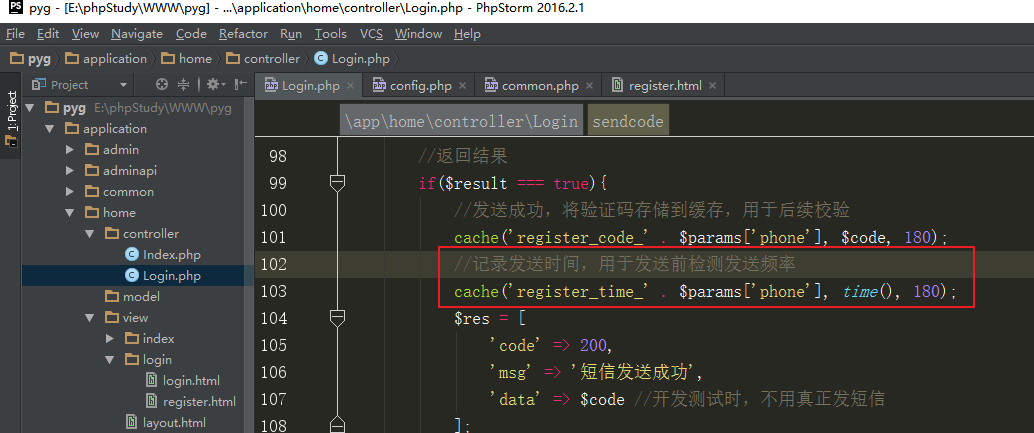 pyg - [E:\phpStudy\WWW\pyg] - ...\application\home\controller\Login.php - PhpStorm 2016.2.1
File Edit View Navigate Code Refactor Run Tools VCS Window Help
pyg application home controller Login.php
1: Project
Project
Login.php config.php common.php register.html
pyg E:\phpStudy\WWW\pyg
application
admin
adminapi
common
home
controller
Index.php
Login.php
model
view
index
login
login.html
register.html
layout.html
\app\home\controller\Login sendcode
98 //返回结果
99 if($result === true){
100 //发送成功，将验证码存储到缓存，用于后续校验
101 cache('register_code_' . $params['phone'], $code, 180);
102 //记录发送时间，用于发送前检测发送频率
103 cache('register_time_' . $params['phone'], time(), 180);
104 $res = [
105 'code' => 200,
106 'msg' => '短信发送成功',
107 'data' => $code //开发测试时，不用真正发短信
108 ];